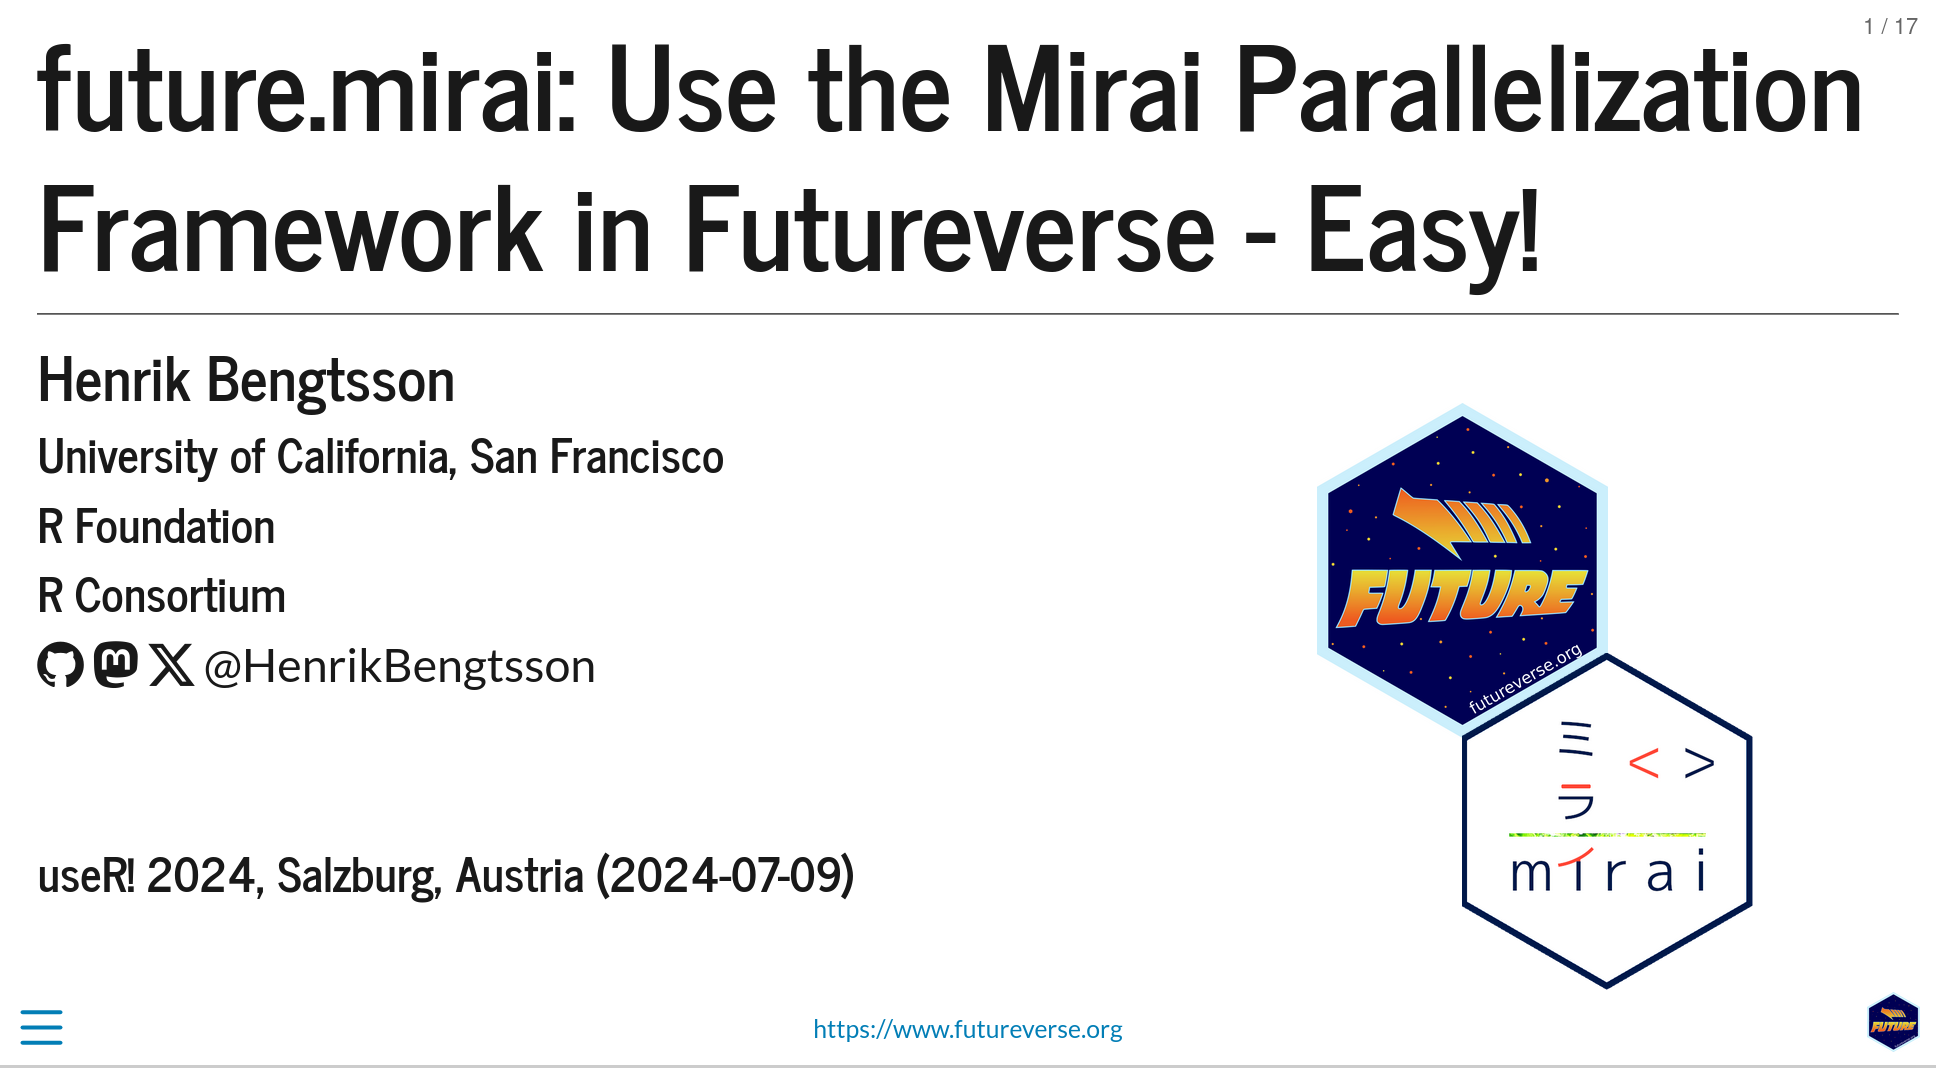 1 / 17
future.mirai: Use the Mirai Parallelization
Framework in Futureverse - Easy!
Henrik Bengtsson
University of California, San Francisco
R Foundation
R Consortium
@HenrikBengtsson
FUTURE
futureverse.org
ミライ
< >
mirai
useR! 2024, Salzburg, Austria (2024-07-09)
https://www.futureverse.org
FUTURE